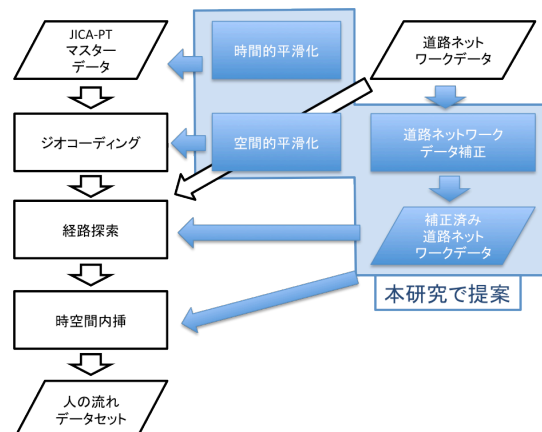 JICA-PT
マスター
データ
時間的平滑化
道路ネット
ワークデータ
ジオコーディング
空間的平滑化
道路ネットワーク
データ補正
経路探索
補正済み
道路ネット
ワークデータ
本研究で提案
時空間内挿
人の流れ
データセット